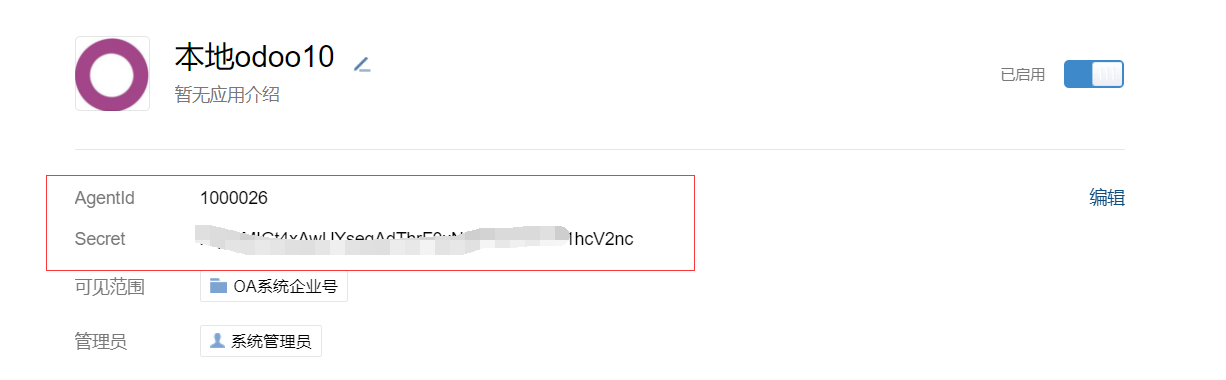 本地odoo10
暂无应用介绍
已启用
AgentId 1000026
编辑
Secret 1hcV2nc
可见范围 OA系统企业号
管理员 系统管理员